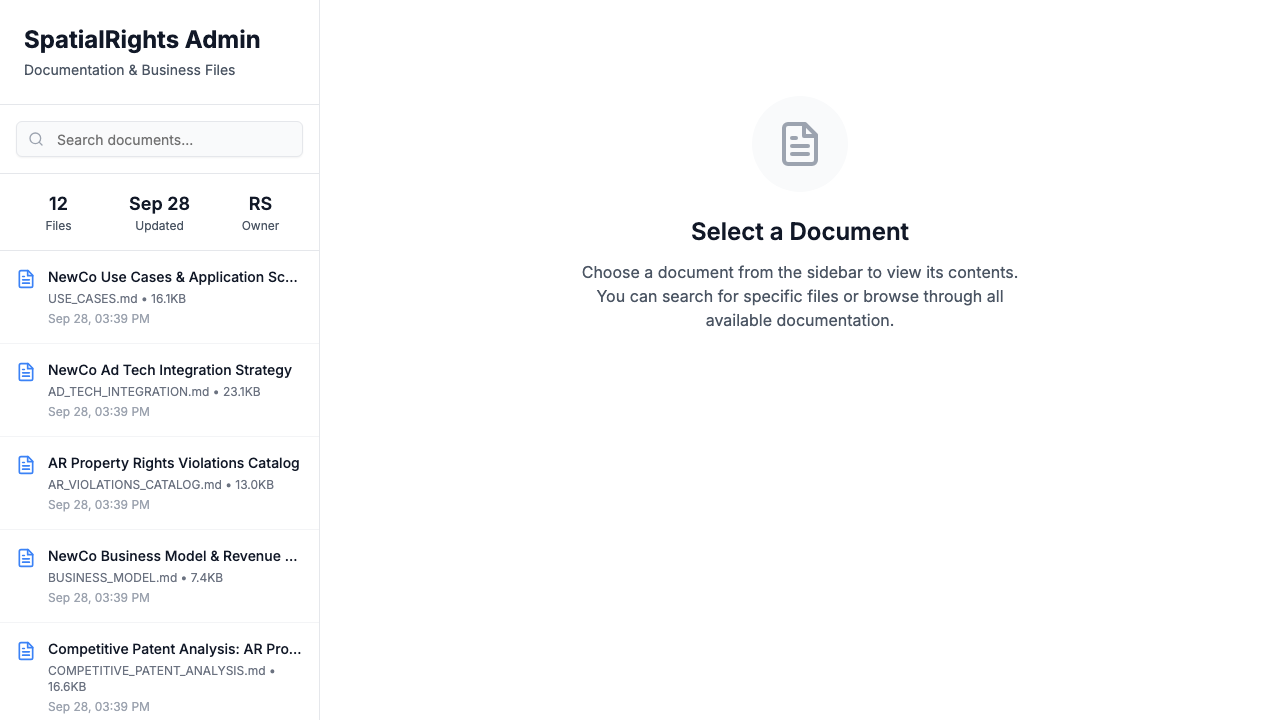 SpatialRights Admin
Documentation & Business Files
Search documents...
12
Files
Sep 28
Updated
RS
Owner
NewCo Use Cases & Application Sc...
USE_CASES.md • 16.1KB
Sep 28, 03:39 PM
NewCo Ad Tech Integration Strategy
AD_TECH_INTEGRATION.md • 23.1KB
Sep 28, 03:39 PM
AR Property Rights Violations Catalog
AR_VIOLATIONS_CATALOG.md • 13.0KB
Sep 28, 03:39 PM
NewCo Business Model & Revenue ...
BUSINESS_MODEL.md • 7.4KB
Sep 28, 03:39 PM
Competitive Patent Analysis: AR Pro...
COMPETITIVE_PATENT_ANALYSIS.md •
16.6KB
Sep 28, 03:39 PM
Select a Document
Choose a document from the sidebar to view its contents.
You can search for specific files or browse through all
available documentation.